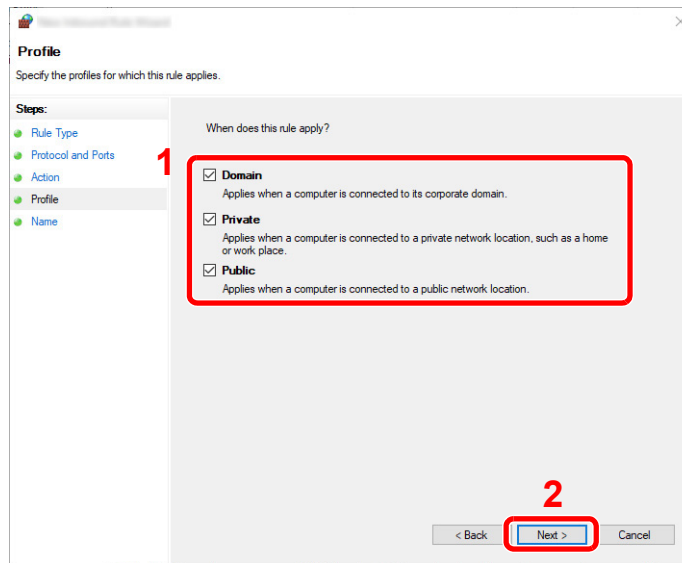 Profile
Specify the profiles for which this rule applies.
Steps:
Rule Type
Protocol and Ports
Action
Profile
Name
When does this rule apply?
1
Domain
Applies when a computer is connected to its corporate domain.
Private
Applies when a computer is connected to a private network location, such as a home
or work place.
Public
Applies when a computer is connected to a public network location.
2
< Back Next > Cancel